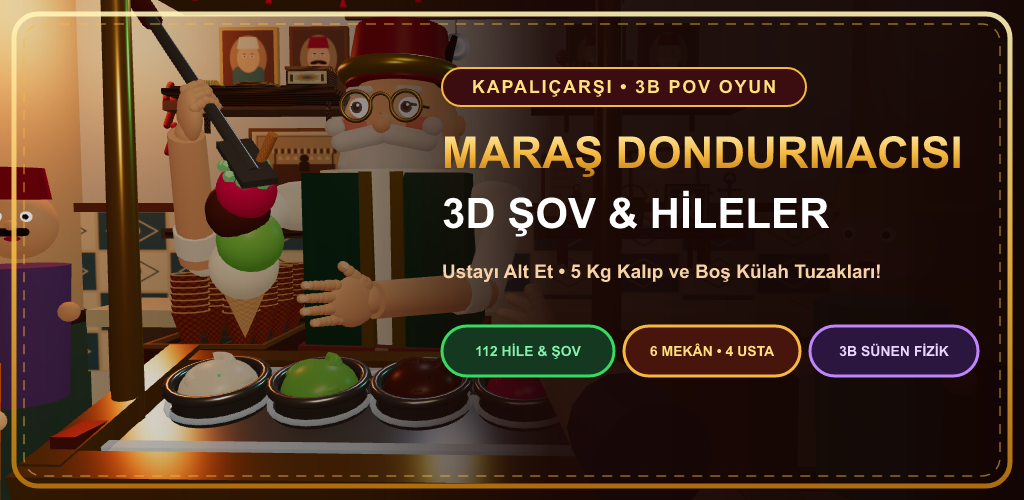 KAPALIÇARŞI • 3B POV OYUN
MARAŞ DONDURMACISI
3D ŞOV & HİLELER
Ustayı Alt Et • 5 Kg Kalıp ve Boş Külah Tuzakları!
112 HİLE & ŞOV
6 MEKÂN • 4 USTA
3B SÜNEN FİZİK